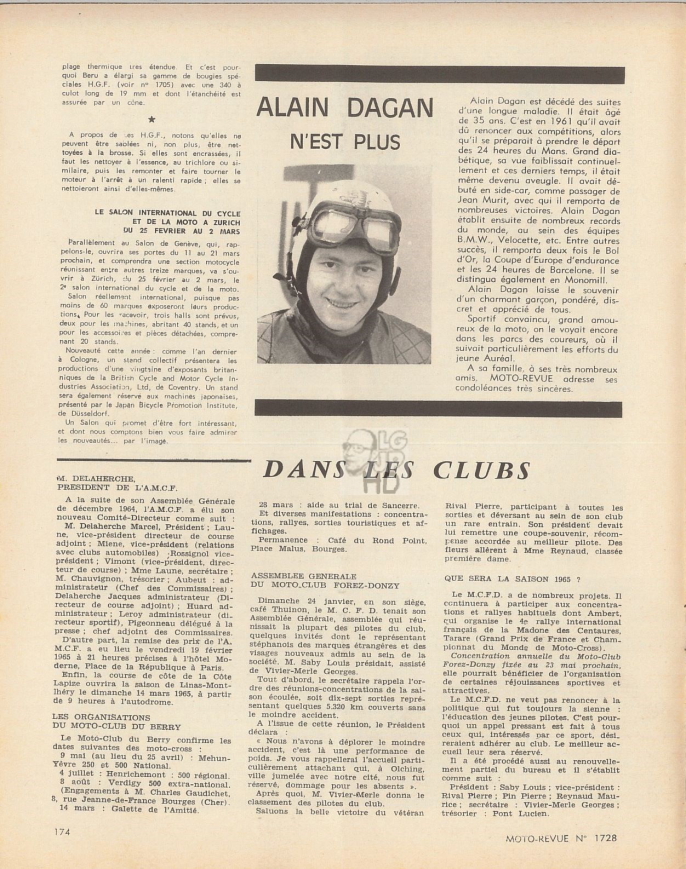 plage thermique très étendue. Et c'est pour-
quoi Beru a élargi sa gamme de bougies spé-
ciales H.G.F. (voir n° 1705) avec une 340 à
culot long de 19 mm et dont l'étanchéité est
assurée par un cône.
★
A propos de ces H.G.F., notons qu'elles ne
peuvent être sablées ni, non plus, être net-
toyées à la brosse. Si elles sont encrassées, il
faut les nettoyer à l'essence, au trichlore ou si-
milaire, puis les remonter et faire tourner le
moteur à l'arrêt à un ralenti rapide ; elles se
nettoieront ainsi d'elles-mêmes.
LE SALON INTERNATIONAL DU CYCLE
ET DE LA MOTO A ZURICH
DU 25 FEVRIER AU 2 MARS
Parallèlement au Salon de Genève, qui, rap-
pelons-le, ouvrira ses portes du 11 au 21 mars
prochain, et comprendra une section motocycle
réunissant entre autres treize marques, va s'ou-
vrir à Zürich, du 25 février au 2 mars, le
2e salon international du cycle et de la moto.
Salon réellement international, puisque pas
moins de 60 marques exposeront leurs produc-
tions. Pour les recevoir, trois halls sont prévus,
deux pour les machines, abritant 40 stands, et un
pour les accessoires et pièces détachées, compre-
nant 20 stands.
Nouveauté cette année : comme l'an dernier
à Cologne, un stand collectif présentera les
productions d'une vingtaine d'exposants britan-
niques de la British Cycle and Motor Cycle In-
dustries Association, Ltd, de Coventry. Un stand
sera également réservé aux machines japonaises,
présenté par le Japan Bicycle Promotion Institute,
de Düsseldorf.
Un Salon qui promet d'être fort intéressant,
et dont nous comptons bien vous faire admirer
les nouveautés... par l'image.
ALAIN DAGAN
N'EST PLUS
Alain Dagan est décédé des suites
d'une longue maladie. Il était âgé
de 35 ans. C'est en 1961 qu'il avait
dû renoncer aux compétitions, alors
qu'il se préparait à prendre le départ
des 24 heures du Mans. Grand dia-
bétique, sa vue faiblissait continuel-
lement et ces derniers temps, il était
même devenu aveugle. Il avait dé-
buté en side-car, comme passager de
Jean Murit, avec qui il remporta de
nombreuses victoires. Alain Dagan
établit ensuite de nombreux records
du monde, au sein des équipes
B.M.W., Velocette, etc. Entre autres
succès, il remporta deux fois le Bol
d'Or, la Coupe d'Europe d'endurance
et les 24 heures de Barcelone. Il se
distingua également en Monomill.
Alain Dagan laisse le souvenir
d'un charmant garçon, pondéré, dis-
cret et apprécié de tous.
Sportif convaincu, grand amou-
reux de la moto, on le voyait encore
dans les parcs des coureurs, où il
suivait particulièrement les efforts du
jeune Auréal.
A sa famille, à ses très nombreux
amis, MOTO-REVUE adresse ses
condoléances très sincères.
DANS LES CLUBS
M. DELAHERCHE,
PRESIDENT DE L'A.M.C.F.
A la suite de son Assemblée Générale
de décembre 1964, l'A.M.C.F. a élu son
nouveau Comité-Directeur comme suit :
M. Delaherche Marcel, Président ; Lau-
ne, vice-président directeur de course
adjoint ; Miene, vice-président (relations
avec clubs automobiles) ; Rossignol vice-
président ; Vimont (vice-président, direc-
teur de course) ; Mme Laune, secrétaire ;
M. Chauvignon, trésorier ; Aubeut : ad-
ministrateur (Chef des Commissaires) ;
Delaherche Jacques administrateur (Di-
recteur de course adjoint) ; Huard ad-
ministrateur ; Leroy administrateur (di-
recteur sportif), Pigeonneau délégué à la
presse ; chef adjoint des Commissaires.
D'autre part, la remise des prix de l'A.
M.C.F. a eu lieu le vendredi 19 février
1965 à 21 heures précises à l'hôtel Mo-
derne, Place de la République à Paris.
Enfin, la course de côte de la Côte
Lapize ouvrira la saison de Linas-Mont-
lhéry le dimanche 14 mars 1965, à partir
de 9 heures à l'autodrome.
LES ORGANISATIONS
DU MOTO-CLUB DU BERRY
Le Moto-Club du Berry confirme les
dates suivantes des moto-cross :
9 mai (au lieu du 25 avril) : Mehun-
Yèvre 250 et 500 National.
4 juillet : Henrichemont : 500 régional.
8 août : Verdigy 500 extra-national.
(Engagements à M. Charles Gaudichet,
8, rue Jeanne-de-France Bourges (Cher).
14 mars : Galette de l'Amitié.
28 mars : aide au trial de Sancerre.
Et diverses manifestations : concentra-
tions, rallyes, sorties touristiques et af-
fichages.
Permanence : Café du Rond Point,
Place Malus, Bourges.
ASSEMBLEE GENERALE
DU MOTO-CLUB FOREZ-DONZY
Dimanche 24 janvier, en son siège,
café Thuinon, le M. C. F. D. tenait son
Assemblée Générale, assemblée qui réu-
nissait la plupart des pilotes du club,
quelques invités dont le représentant
stéphanois des marques étrangères et des
visages nouveaux admis au sein de la
société. M. Saby Louis présidait, assisté
de Vivier-Merle Georges.
Tout d'abord, le secrétaire rappela l'or-
dre des réunions-concentrations de la sai-
son écoulée, soit dix-sept sorties repré-
sentant quelques 5.320 km couverts sans
le moindre accident.
A l'issue de cette réunion, le Président
déclara :
« Nous n'avons à déplorer le moindre
accident, c'est là une performance de
poids. Je vous rappellerai l'accueil parti-
culièrement attachant qui, à Olching,
ville jumelée avec notre cité, nous fut
réservé, dommage pour les absents ».
Après quoi, M. Vivier-Merle donna le
classement des pilotes du club.
Saluons la belle victoire du vétéran
Rival Pierre, participant à toutes les
sorties et déversant au sein de son club
un rare entrain. Son président devait
lui remettre une coupe-souvenir, récom-
pense accordée au meilleur pilote. Des
fleurs allèrent à Mme Reynaud, classée
première dame.
QUE SERA LA SAISON 1965 ?
Le M.C.F.D. a de nombreux projets. Il
continuera à participer aux concentra-
tions et rallyes habituels dont Ambert,
qui organise le 4e rallye international
français de la Madone des Centaures,
Tarare (Grand Prix de France et Cham-
pionnat du Monde de Moto-Cross).
Concentration annuelle du Moto-Club
Forez-Donzy fixée au 23 mai prochain,
elle pourrait bénéficier de l'organisation
de certaines réjouissances sportives et
attractives.
Le M.C.F.D. ne veut pas renoncer à la
politique qui fut toujours la sienne :
l'éducation des jeunes pilotes. C'est pour-
quoi un appel pressant est fait à tous
ceux qui, intéressés par ce sport, dési-
reraient adhérer au club. Le meilleur ac-
cueil leur sera réservé.
Il a été procédé aussi au renouvelle-
ment partiel du bureau et il s'établit
comme suit :
Président : Saby Louis ; vice-président :
Rival Pierre ; Pin Pierre ; Reynaud Mau-
rice ; secrétaire : Vivier-Merle Georges ;
trésorier : Pont Lucien.
174
MOTO-REVUE N° 1728